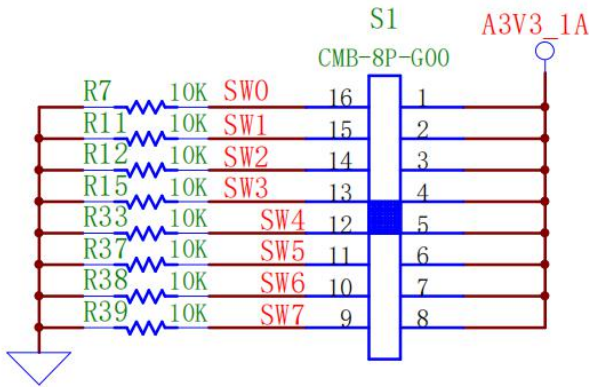 S1
A3V3_1A
CMB-8P-G00
R7 10K SW0 16 1
R11 10K SW1 15 2
R12 10K SW2 14 3
R15 10K SW3 13 4
R33 10K SW4 12 5
R37 10K SW5 11 6
R38 10K SW6 10 7
R39 10K SW7 9 8